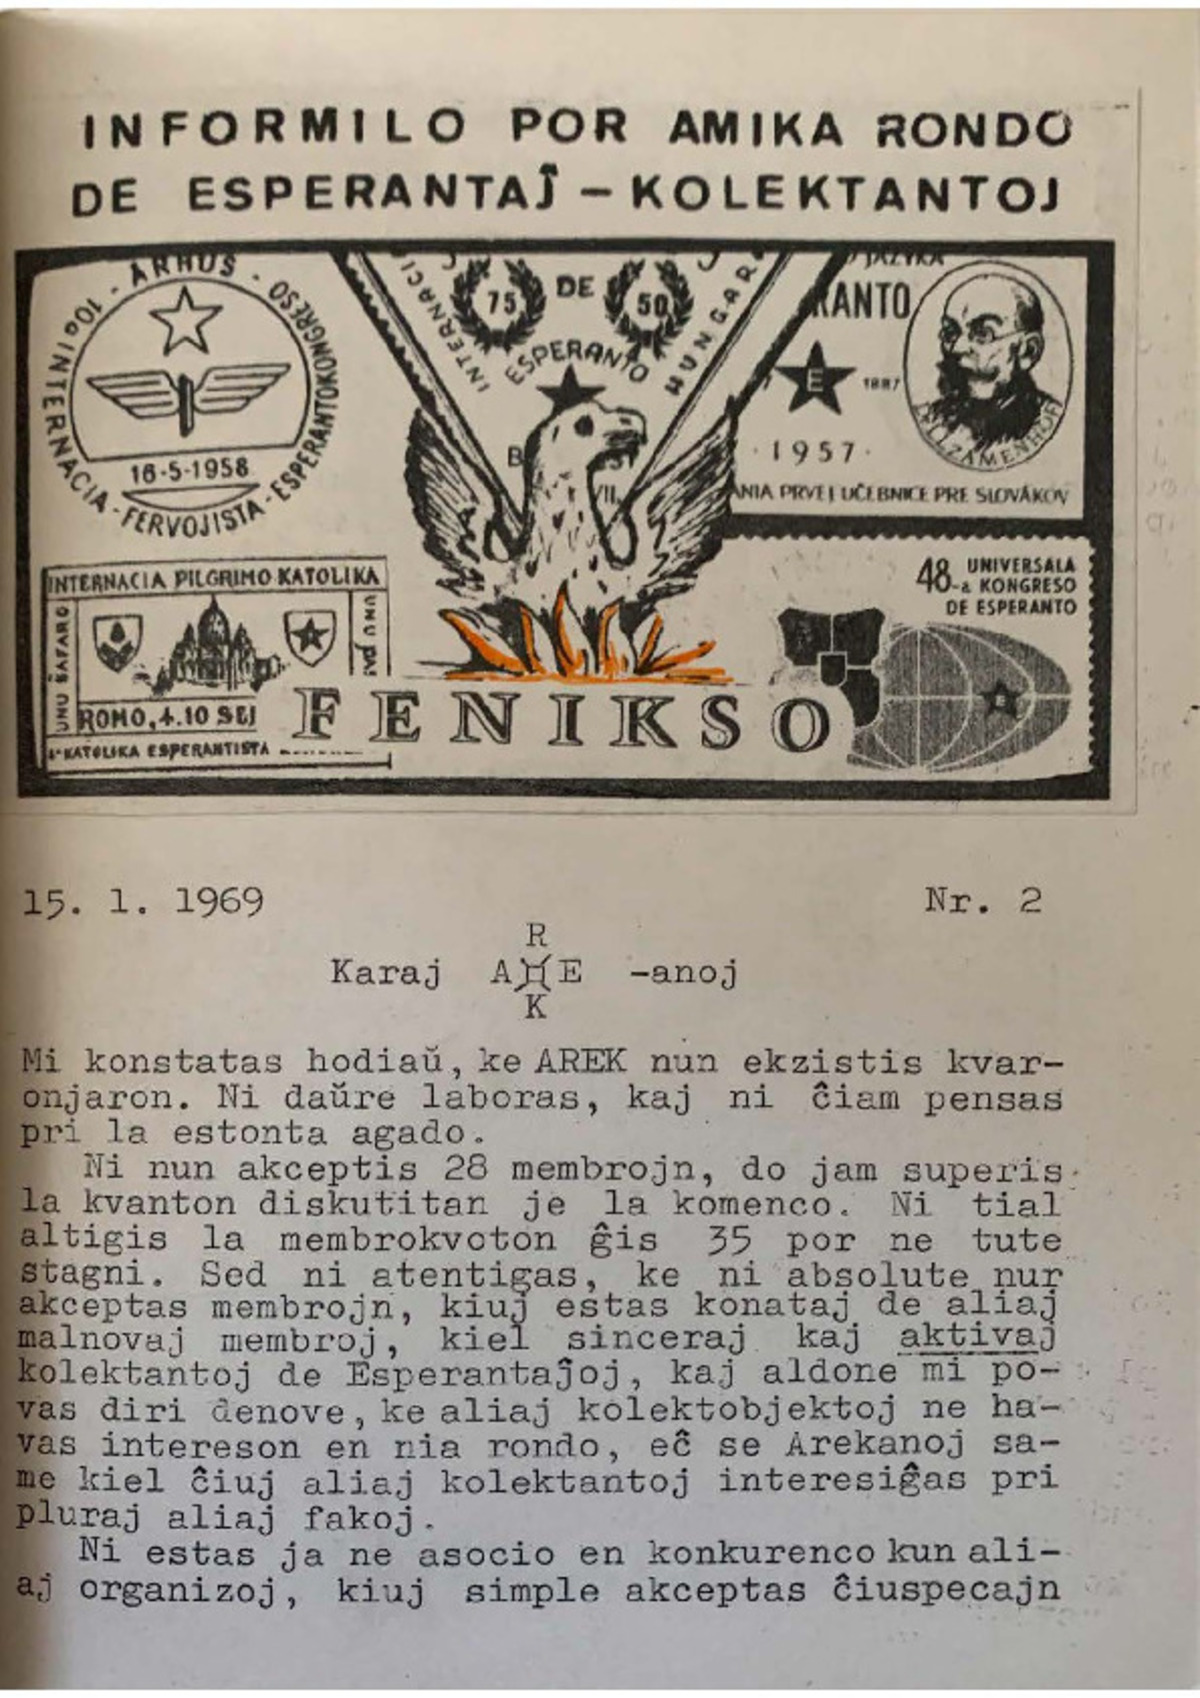 INFORMILO POR AMIKA RONDO
DE ESPERANTAĴ - KOLEKTANTOJ
10a INTERNACIA - FERVOJISTA - ESPERANTOKONGRESO - ÅRHUS -
16-5-1958
INTERNACI
75 DE 50
ESPERANTO
HUNGAR
JAZYKA
RANTO
E
1887
1957
ZAMENHOF
ANIA PRVEJ UČEBNICE PRE SLOVÁKOV
INTERNACIA PILGRIMO KATOLIKA
UNU ŜAFARO
UNU PAŜ
ROMO, 4.10 SEJ
KATOLIKA ESPERANTISTA
48-a UNIVERSALA
KONGRESO
DE ESPERANTO
FENIKSO
15. 1. 1969 Nr. 2
R
Karaj A E -anoj
K
Mi konstatas hodiaŭ, ke AREK nun ekzistis kvar-
onjaron. Ni daŭre laboras, kaj ni ĉiam pensas
pri la estonta agado.
Ni nun akceptis 28 membrojn, do jam superis
la kvanton diskutitan je la komenco. Ni tial
altigis la membrokvoton ĝis 35 por ne tute
stagni. Sed ni atentigas, ke ni absolute nur
akceptas membrojn, kiuj estas konataj de aliaj
malnovaj membroj, kiel sinceraj kaj aktivaj
kolektantoj de Esperantaĵoj, kaj aldone mi po-
vas diri denove, ke aliaj kolektobjektoj ne ha-
vas intereson en nia rondo, eĉ se Arekanoj sa-
me kiel ĉiuj aliaj kolektantoj interesiĝas pri
pluraj aliaj fakoj.
Ni estas ja ne asocio en konkurenco kun ali-
aj organizoj, kiuj simple akceptas ĉiuspecajn